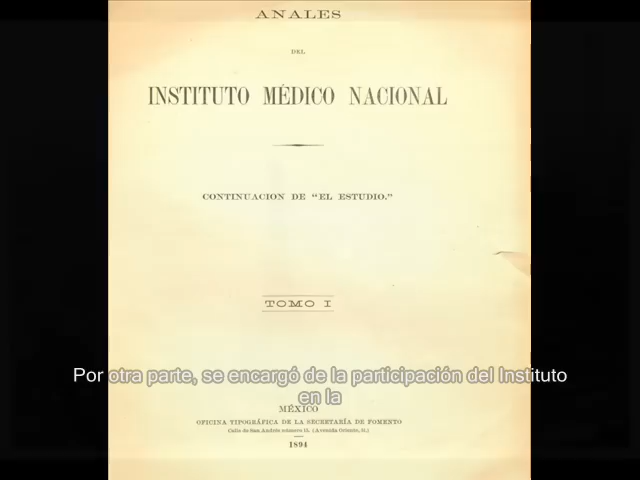 ANALES
DEL
INSTITUTO MÉDICO NACIONAL
CONTINUACION DE "EL ESTUDIO."
TOMO I
Por otra parte, se encargó de la participación del Instituto
en la
MÉXICO
OFICINA TIPOGRÁFICA DE LA SECRETARÍA DE FOMENTO
Calle de San Andrés número 15. (Avenida Oriente, 51.)
1894